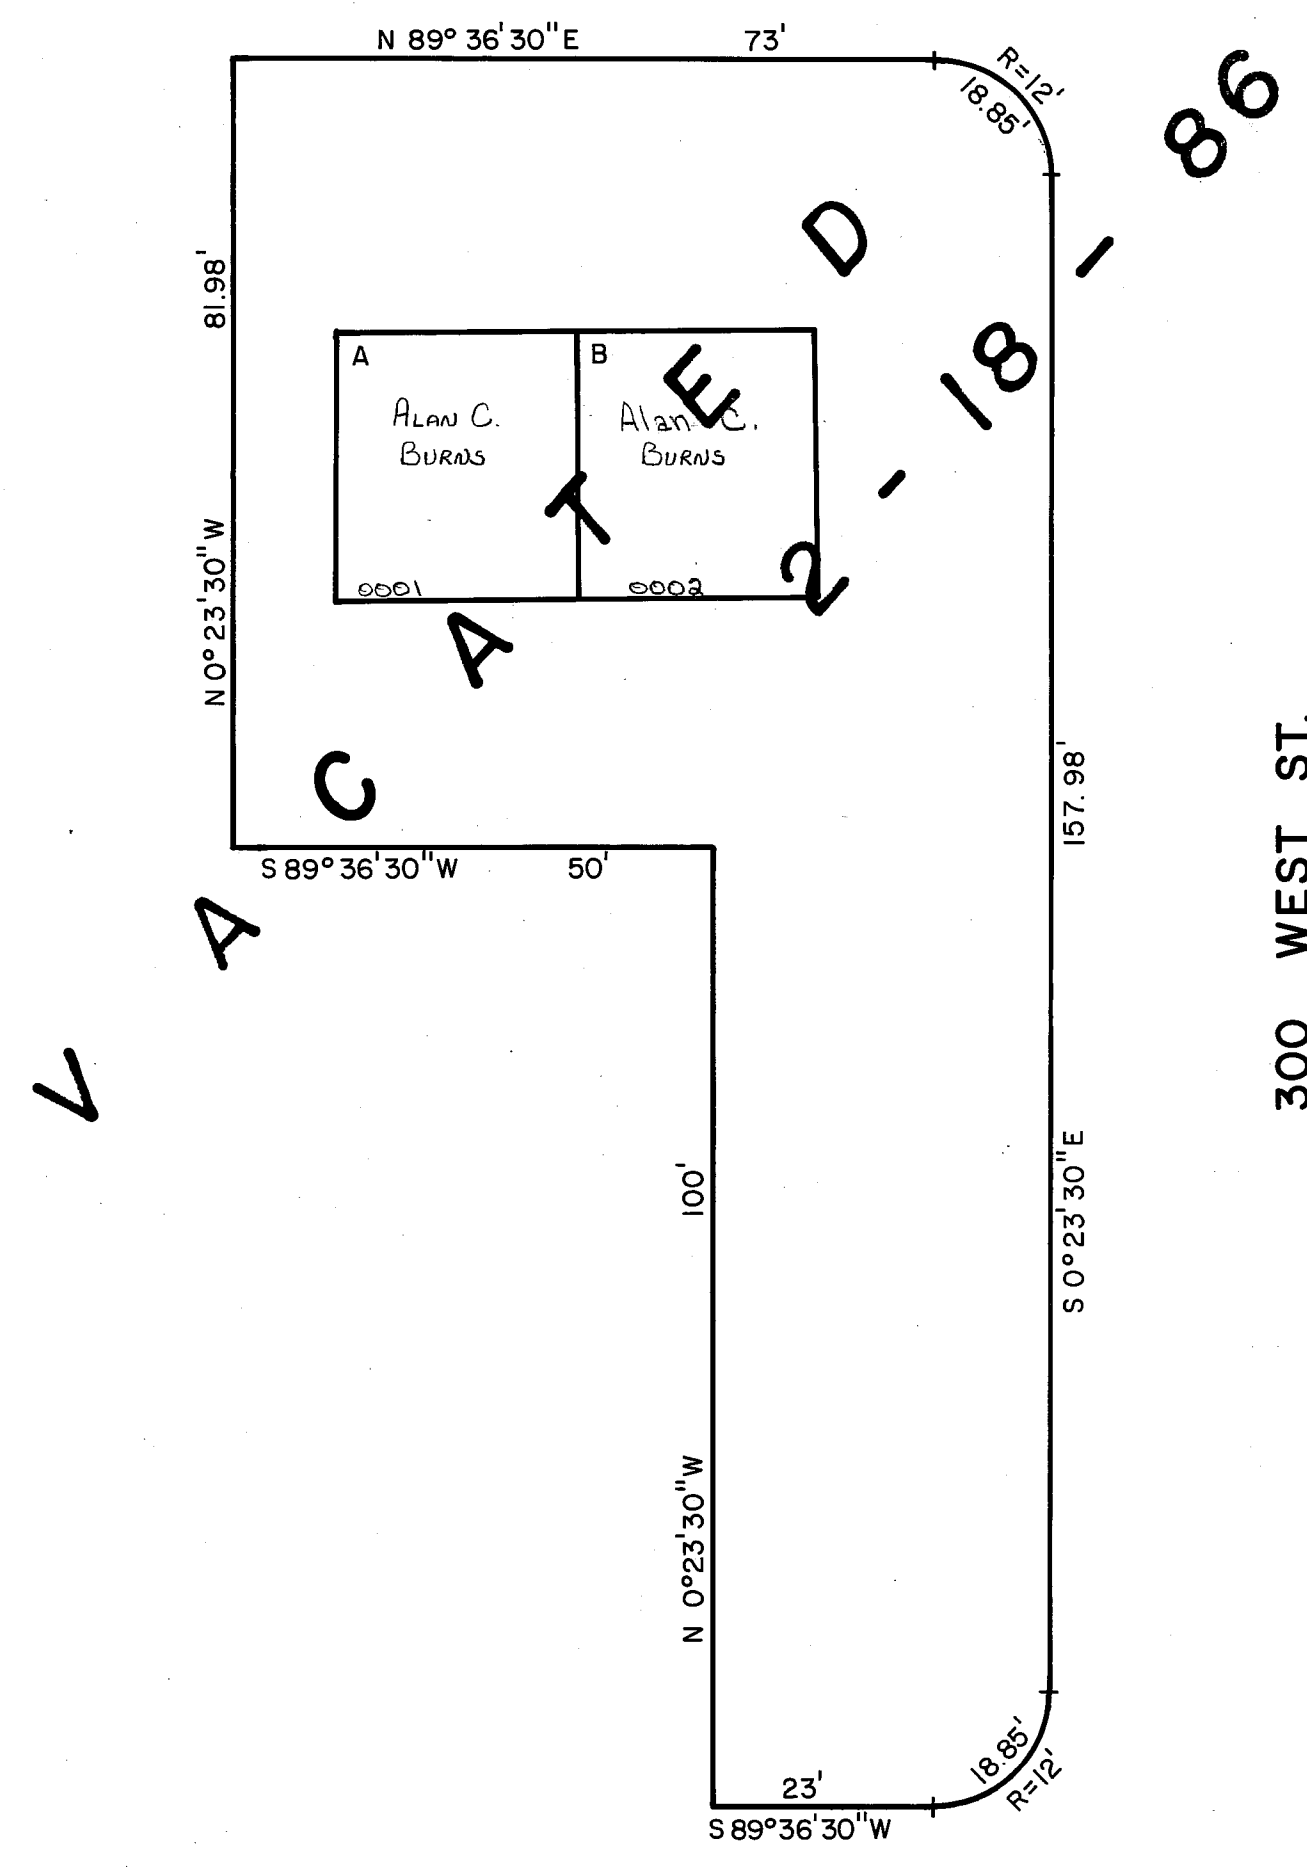 N 89° 36' 30" E 73'
R=12'
18.85'
81.98'
N 0° 23' 30" W
A
ALAN C.
BURNS
0001
B
Alan C.
BURNS
0002
VACATED
2-18-86
S 89° 36' 30" W 50'
157.98'
S 0° 23' 30" E
300 WEST ST.
100'
N 0° 23' 30" W
18.85'
R=12'
23'
S 89° 36' 30" W